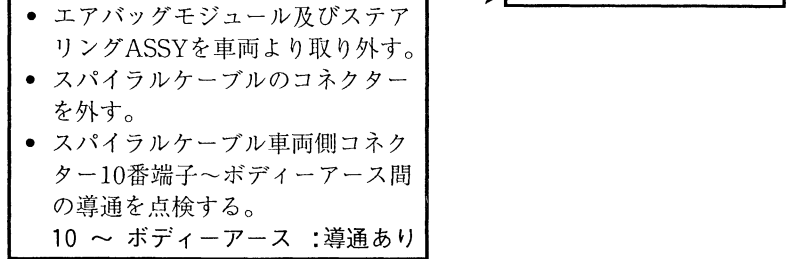 • エアバッグモジュール及びステア
リングASSYを車両より取り外す。
• スパイラルケーブルのコネクター
を外す。
• スパイラルケーブル車両側コネク
ター10番端子～ボディーアース間
の導通を点検する。
10 ～ ボディーアース :導通あり